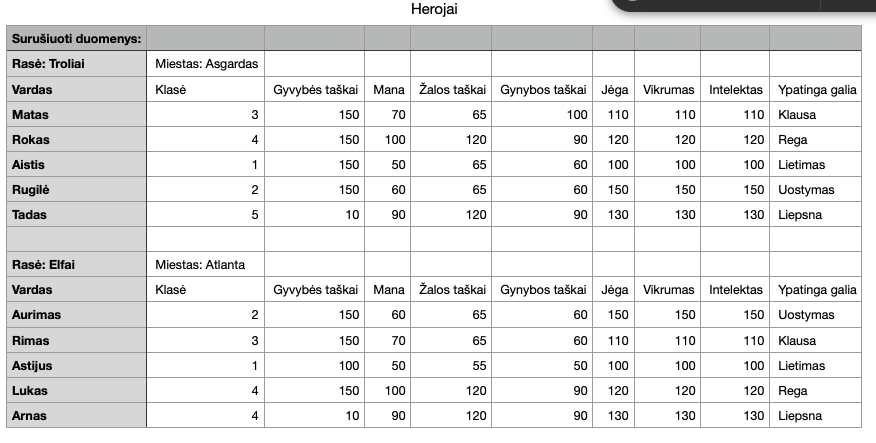 Herojai
Surušiuoti duomenys:
Rasė: Troliai Miestas: Asgardas
Vardas Klasė Gyvybės taškai Mana Žalos taškai Gynybos taškai Jėga Vikrumas Intelektas Ypatinga galia
Matas 3 150 70 65 100 110 110 110 Klausa
Rokas 4 150 100 120 90 120 120 120 Rega
Aistis 1 150 50 65 60 100 100 100 Lietimas
Rugilė 2 150 60 65 60 150 150 150 Uostymas
Tadas 5 10 90 120 90 130 130 130 Liepsna
Rasė: Elfai Miestas: Atlanta
Vardas Klasė Gyvybės taškai Mana Žalos taškai Gynybos taškai Jėga Vikrumas Intelektas Ypatinga galia
Aurimas 2 150 60 65 60 150 150 150 Uostymas
Rimas 3 150 70 65 60 110 110 110 Klausa
Astijus 1 100 50 55 50 100 100 100 Lietimas
Lukas 4 150 100 120 90 120 120 120 Rega
Arnas 4 10 90 120 90 130 130 130 Liepsna